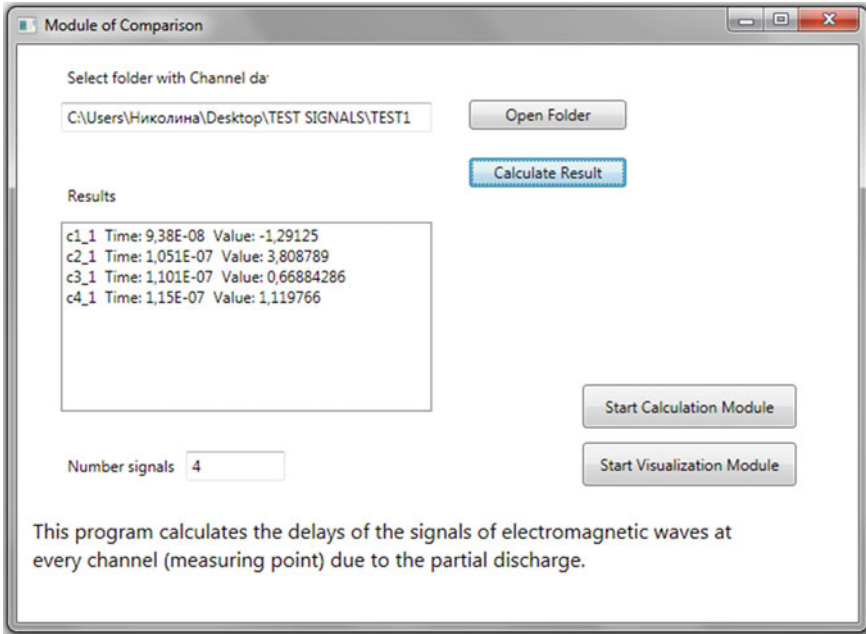 Module of Comparison
Select folder with Channel da
C:\Users\Николина\Desktop\TEST SIGNALS\TEST1
Open Folder
Calculate Result
Results
c1_1 Time: 9,38E-08 Value: -1,29125
c2_1 Time: 1,051E-07 Value: 3,808789
c3_1 Time: 1,101E-07 Value: 0,66884286
c4_1 Time: 1,15E-07 Value: 1,119766
Start Calculation Module
Number signals 4
Start Visualization Module
This program calculates the delays of the signals of electromagnetic waves at
every channel (measuring point) due to the partial discharge.